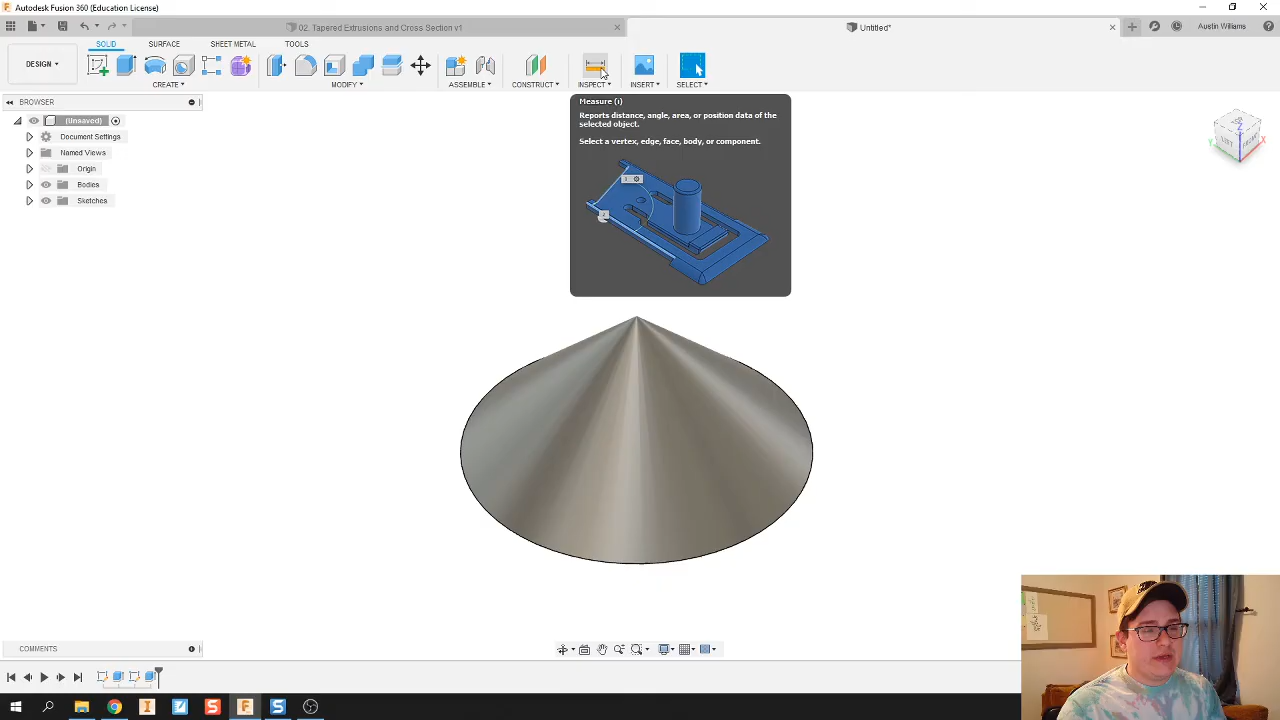 Autodesk Fusion 360 (Education License)
02. Tapered Extrusions and Cross Section v1
Untitled*
Austin Williams
SOLID
SURFACE
SHEET METAL
TOOLS
DESIGN
CREATE
MODIFY
ASSEMBLE
CONSTRUCT
INSPECT
INSERT
SELECT
BROWSER
(Unsaved)
Document Settings
Named Views
Origin
Bodies
Sketches
Measure (i)
Reports distance, angle, area, or position data of the
selected object.
Select a vertex, edge, face, body, or component.
Z
Y
X
LEFT
FRONT
COMMENTS